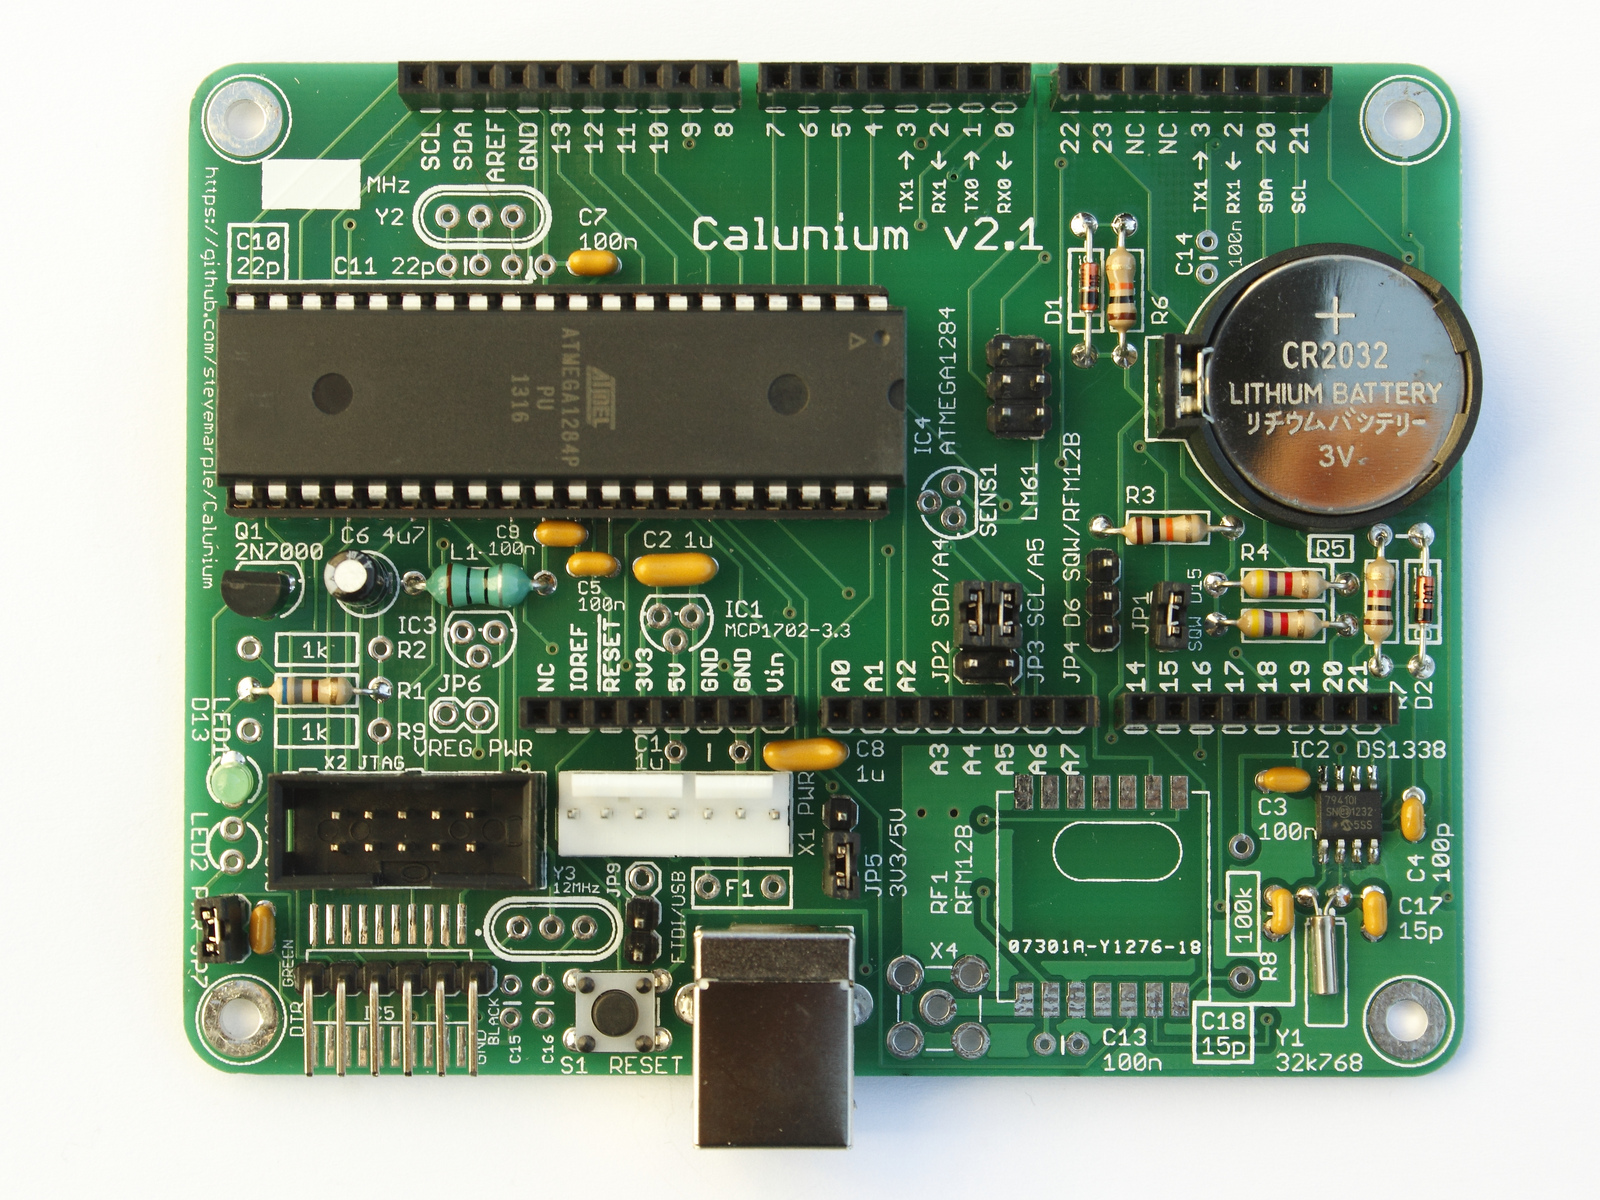 SCL
SDA
AREF
GND
13
12
11
10
9
8
7
6
5
4
3
2
1
0
TX1→
RX1←
TX0→
RX0←
22
23
NC
NC
3
2
20
21
TX1→
RX1←
SDA
SCL
https://github.com/stevemarple/Calunium
MHz
Y2
C10
22p
C11 22p
C7
100n
Calunium v2.1
C14
100n
D1
R6
ATMEL
ATMEGA1284P
PU
1316
IC4
ATMEGA1284
+
CR2032
LITHIUM BATTERY
リチウムバッテリー
3V
SENS1
LM61
R3
Q1
2N7000
C6 4u7
L1
C9
100n
C2 1u
C5
100n
IC1
MCP1702-3.3
IC3
1k
R2
R1
1k
R9
JP6
VREG PWR
NC
IOREF
RESET
3V3
5V
GND
GND
Vin
A0
A1
A2
JP2 SDA/A4
JP3 SCL/A5
JP4 D6 SQW/RFM12B
JP1
SQW D15
R4
R5
R7
D2
14
15
16
17
18
19
20
21
LED1
D13
X2 JTAG
C1
1u
C8
1u
A3
A4
A5
A6
A7
IC2 DS1338
X1 PWR
JP5
3V3/5V
C3
100n
79410I
SN 1232
5SS
C4
100p
LED2
Y3
12MHz
JP9
FTDI/USB
F1
RF1
RFM12B
07301A-Y1276-18
100k
R8
C17
15p
PWR JP7
GREEN
DTR
IC5
GND
BLACK
C15
C16
S1 RESET
X4
C13
100n
C18
15p
Y1
32k768